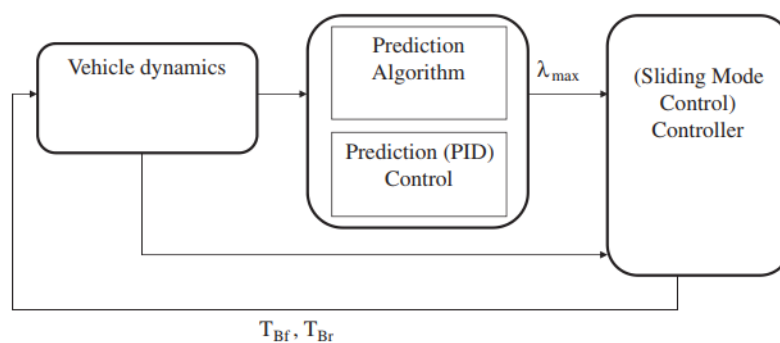 Vehicle dynamics
Prediction
Algorithm
Prediction (PID)
Control
λmax
(Sliding Mode
Control)
Controller
TBf , TBr